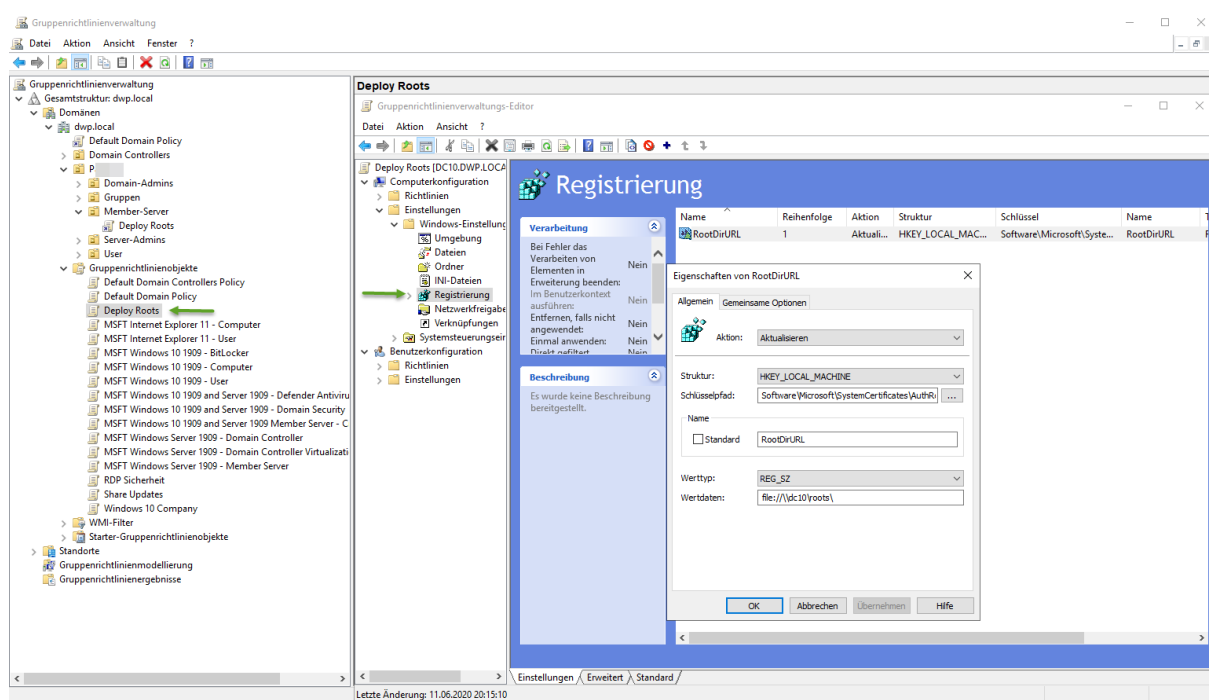 Gruppenrichtlinienverwaltung
Datei Aktion Ansicht Fenster ?
Gruppenrichtlinienverwaltung
Gesamtstruktur: dwp.local
Domänen
dwp.local
Default Domain Policy
Domain Controllers
P
Domain-Admins
Gruppen
Member-Server
Deploy Roots
Server-Admins
User
Gruppenrichtlinienobjekte
Default Domain Controllers Policy
Default Domain Policy
Deploy Roots
MSFT Internet Explorer 11 - Computer
MSFT Internet Explorer 11 - User
MSFT Windows 10 1909 - BitLocker
MSFT Windows 10 1909 - Computer
MSFT Windows 10 1909 - User
MSFT Windows 10 1909 and Server 1909 - Defender Antiviru
MSFT Windows 10 1909 and Server 1909 - Domain Security
MSFT Windows 10 1909 and Server 1909 Member Server - C
MSFT Windows Server 1909 - Domain Controller
MSFT Windows Server 1909 - Domain Controller Virtualizati
MSFT Windows Server 1909 - Member Server
RDP Sicherheit
Share Updates
Windows 10 Company
WMI-Filter
Starter-Gruppenrichtlinienobjekte
Standorte
Gruppenrichtlinienmodellierung
Gruppenrichtlinienergebnisse
Deploy Roots
Gruppenrichtlinienverwaltungs-Editor
Datei Aktion Ansicht ?
Deploy Roots [DC10.DWP.LOCA
Computerkonfiguration
Richtlinien
Einstellungen
Windows-Einstellung
Umgebung
Dateien
Ordner
INI-Dateien
Registrierung
Netzwerkfreigabe
Verknüpfungen
Systemsteuerungseir
Benutzerkonfiguration
Richtlinien
Einstellungen
Registrierung
Verarbeitung
Bei Fehler das
Verarbeiten von
Elementen in Nein
Erweiterung beenden:
Im Benutzerkontext Nein
ausführen:
Entfernen, falls nicht Nein
angewendet:
Einmal anwenden: Nein
Direkt gefiltert Nein
Beschreibung
Es wurde keine Beschreibung
bereitgestellt.
Name Reihenfolge Aktion Struktur Schlüssel Name
RootDirURL 1 Aktuali... HKEY_LOCAL_MAC... Software\Microsoft\Syste... RootDirURL
Eigenschaften von RootDirURL
Allgemein Gemeinsame Optionen
Aktion: Aktualisieren
Struktur: HKEY_LOCAL_MACHINE
Schlüsselpfad: Software\Microsoft\SystemCertificates\AuthR ...
Name
Standard RootDirURL
Werttyp: REG_SZ
Wertdaten: file://\\dc10\roots\
OK Abbrechen Übernehmen Hilfe
Einstellungen Erweitert Standard
Letzte Änderung: 11.06.2020 20:15:10